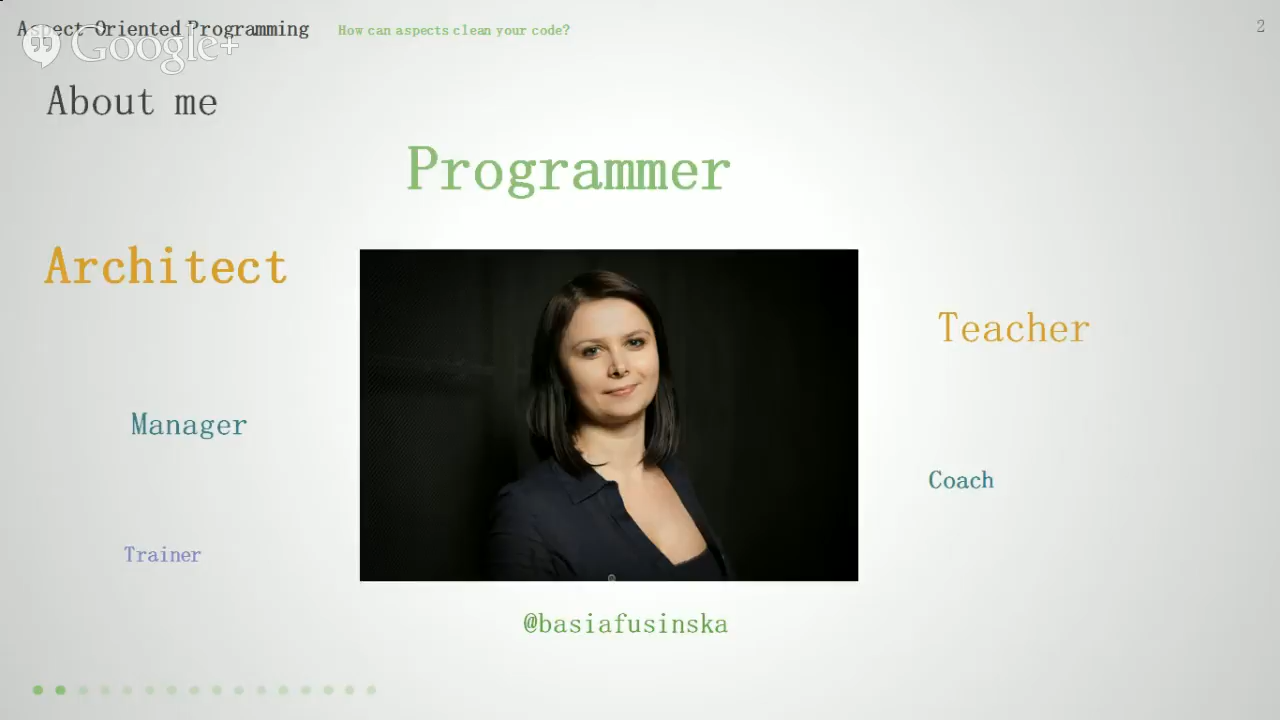 Aspect Oriented Programming How can aspects clean your code? 2
Google+
About me
Programmer
Architect
Teacher
Manager
Coach
Trainer
@basiafusinska